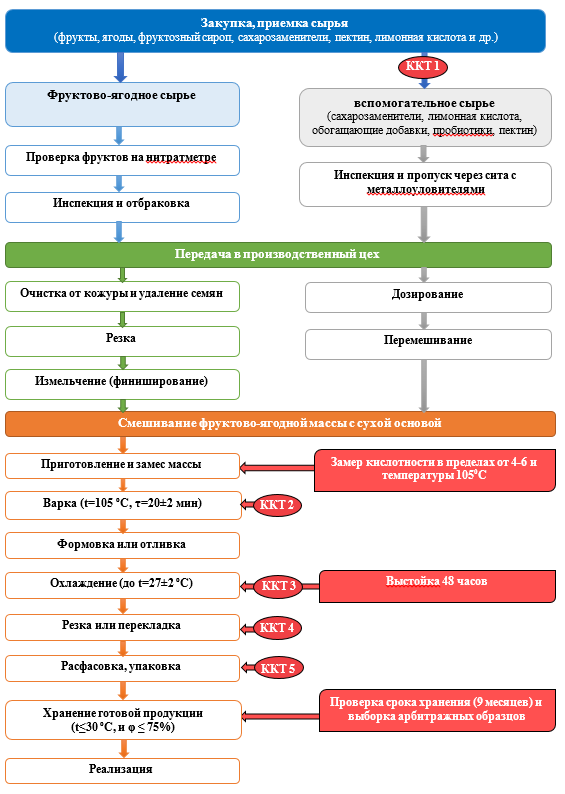 Закупка, приемка сырья
(фрукты, ягоды, фруктозный сироп, сахарозаменители, пектин, лимонная кислота и др.)
ККТ 1
Фруктово-ягодное сырье
вспомогательное сырье
(сахарозаменители, лимонная кислота,
обогащающие добавки, пробиотики, пектин)
Проверка фруктов на нитратметре
Инспекция и пропуск через сита с
металлоуловителями
Инспекция и отбраковка
Передача в производственный цех
Очистка от кожуры и удаление семян
Дозирование
Резка
Перемешивание
Измельчение (финиширование)
Смешивание фруктово-ягодной массы с сухой основой
Приготовление и замес массы
Замер кислотности в пределах от 4-6 и
температуры 105⁰С
Варка (t=105 ⁰С, τ=20±2 мин)
ККТ 2
Формовка или отливка
Охлаждение (до t=27±2 ⁰С)
ККТ 3
Выстойка 48 часов
Резка или перекладка
ККТ 4
Расфасовка, упаковка
ККТ 5
Хранение готовой продукции
(t≤30 ⁰С, и φ ≤ 75%)
Проверка срока хранения (9 месяцев) и
выборка арбитражных образцов
Реализация